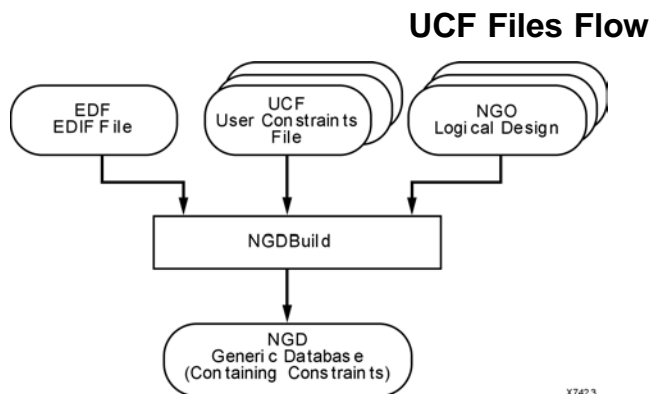 UCF Files Flow
EDF
EDIF File
UCF
User Constraints
File
NGO
Logical Design
NGDBuild
NGD
Generic Database
(Containing Constraints)
X7423